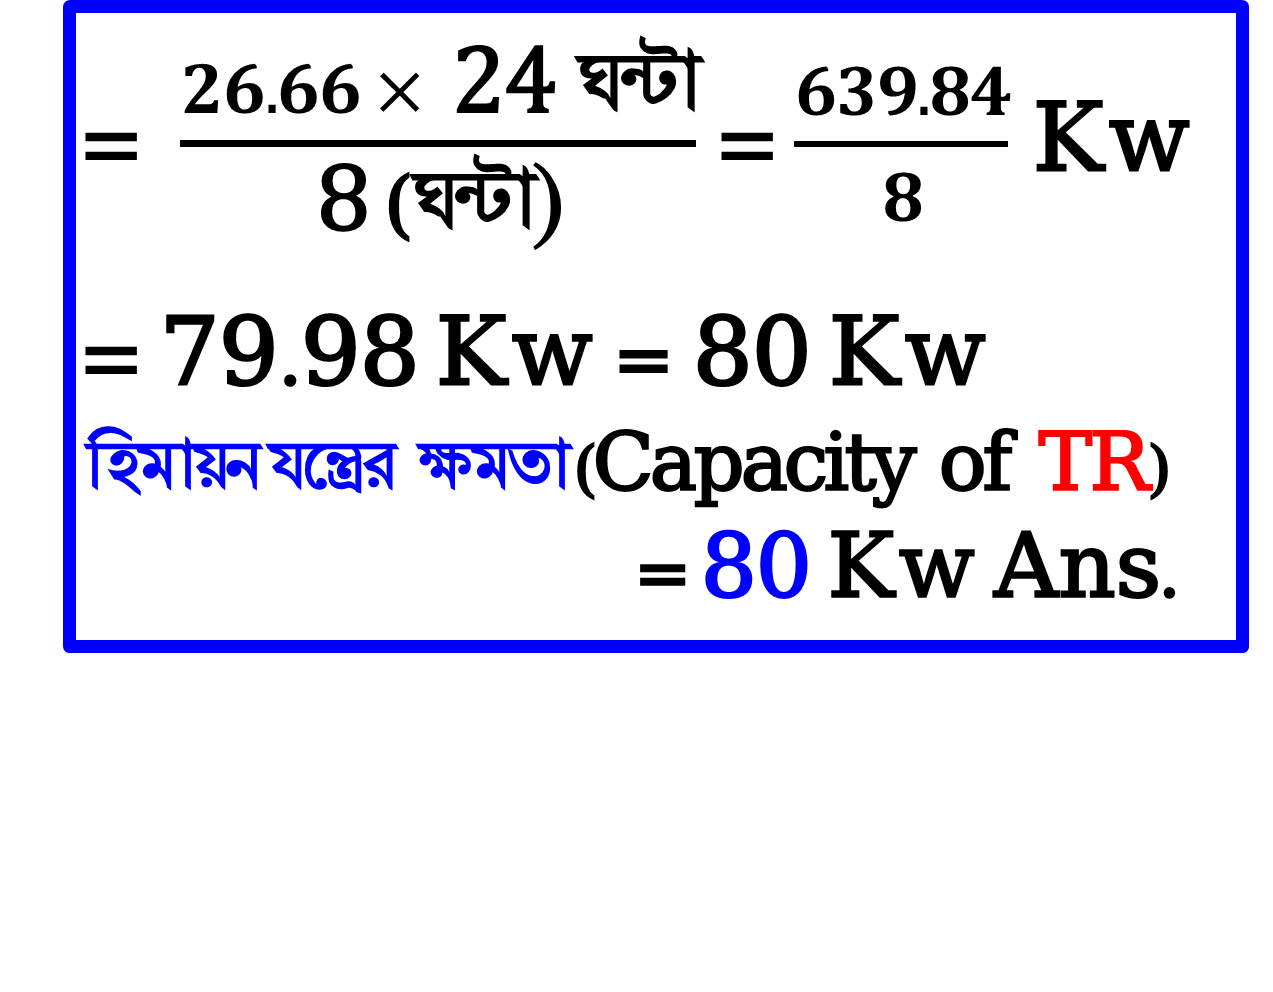 = 26.66 × 24 ঘন্টা / 8 (ঘন্টা) = 639.84 / 8 Kw
= 79.98 Kw = 80 Kw
হিমায়ন যন্ত্রের ক্ষমতা (Capacity of TR)
= 80 Kw Ans.